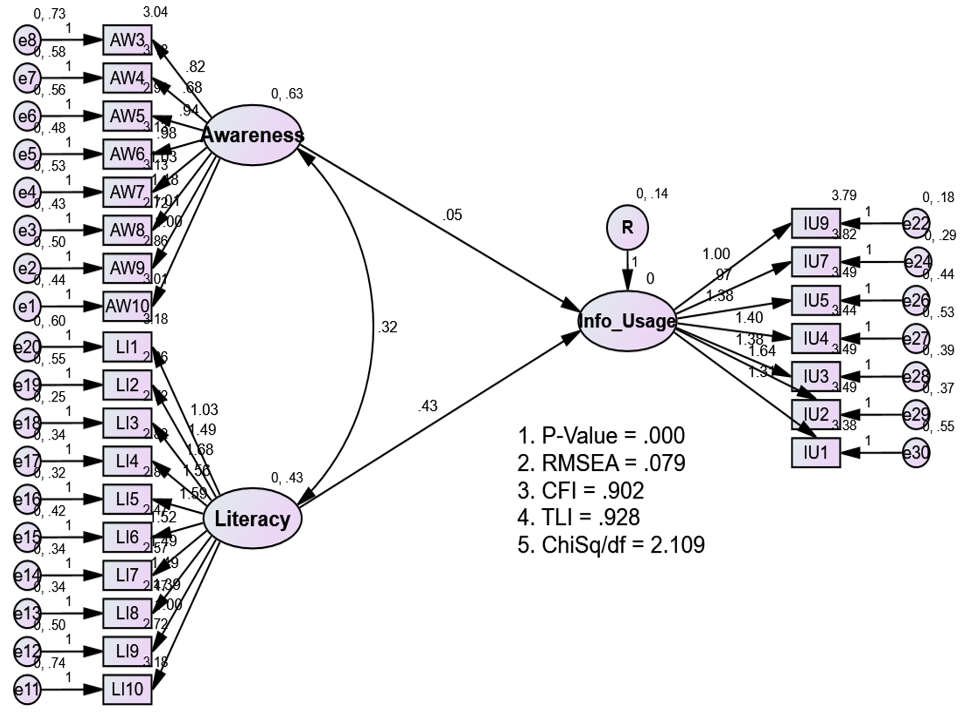 0, .73
3.04
e8
1
AW3
0, .58
e7
1
AW4
0, .56
e6
1
AW5
0, .48
e5
1
AW6
0, .53
e4
1
AW7
3.13
0, .43
e3
1
AW8
0, .50
e2
1
AW9
2.86
0, .44
e1
1
AW10
3.01
.82
.68
.94
.98
1.00
0, .63
Awareness
0, .60
3.18
e20
1
LI1
0, .55
e19
1
LI2
0, .25
e18
1
LI3
0, .34
e17
1
LI4
0, .32
e16
1
LI5
0, .42
e15
1
LI6
0, .34
e14
1
LI7
2.57
0, .34
e13
1
LI8
0, .50
e12
1
LI9
2.72
0, .74
e11
1
LI10
3.18
1.03
1.49
1.68
1.56
1.59
1.52
1.39
1.00
0, .43
Literacy
.32
.05
.43
0, .14
R
1
0
Info_Usage
1.00
.97
1.38
1.40
1.38
1.64
3.79
0, .18
IU9
1
e22
3.82
0, .29
IU7
1
e24
3.49
0, .44
IU5
1
e26
3.44
0, .53
IU4
1
e27
3.49
0, .39
IU3
1
e28
3.49
0, .37
IU2
1
e29
3.38
0, .55
IU1
1
e30
1. P-Value = .000
2. RMSEA = .079
3. CFI = .902
4. TLI = .928
5. ChiSq/df = 2.109